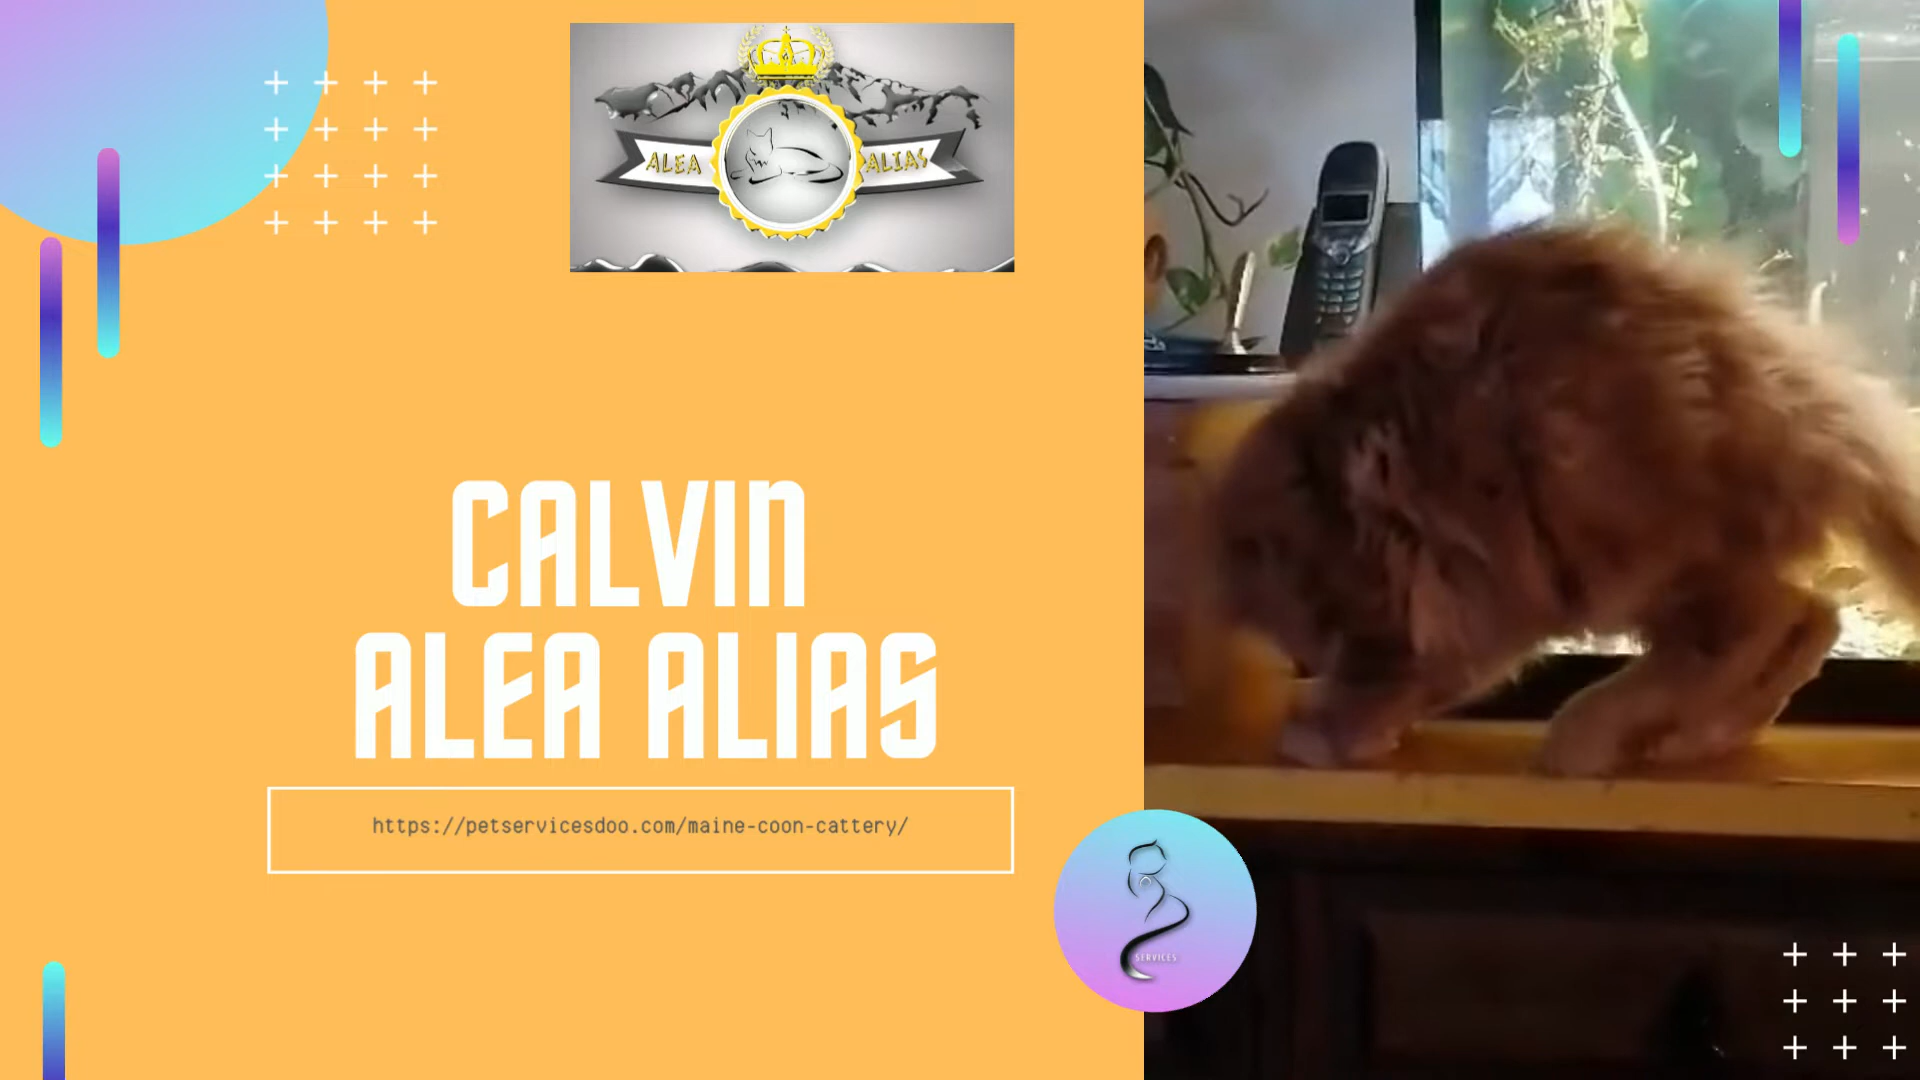 ALEA ALIAS
CALVIN
ALEA ALIAS
https://petservicesdoo.com/maine-coon-cattery/
SERVICES